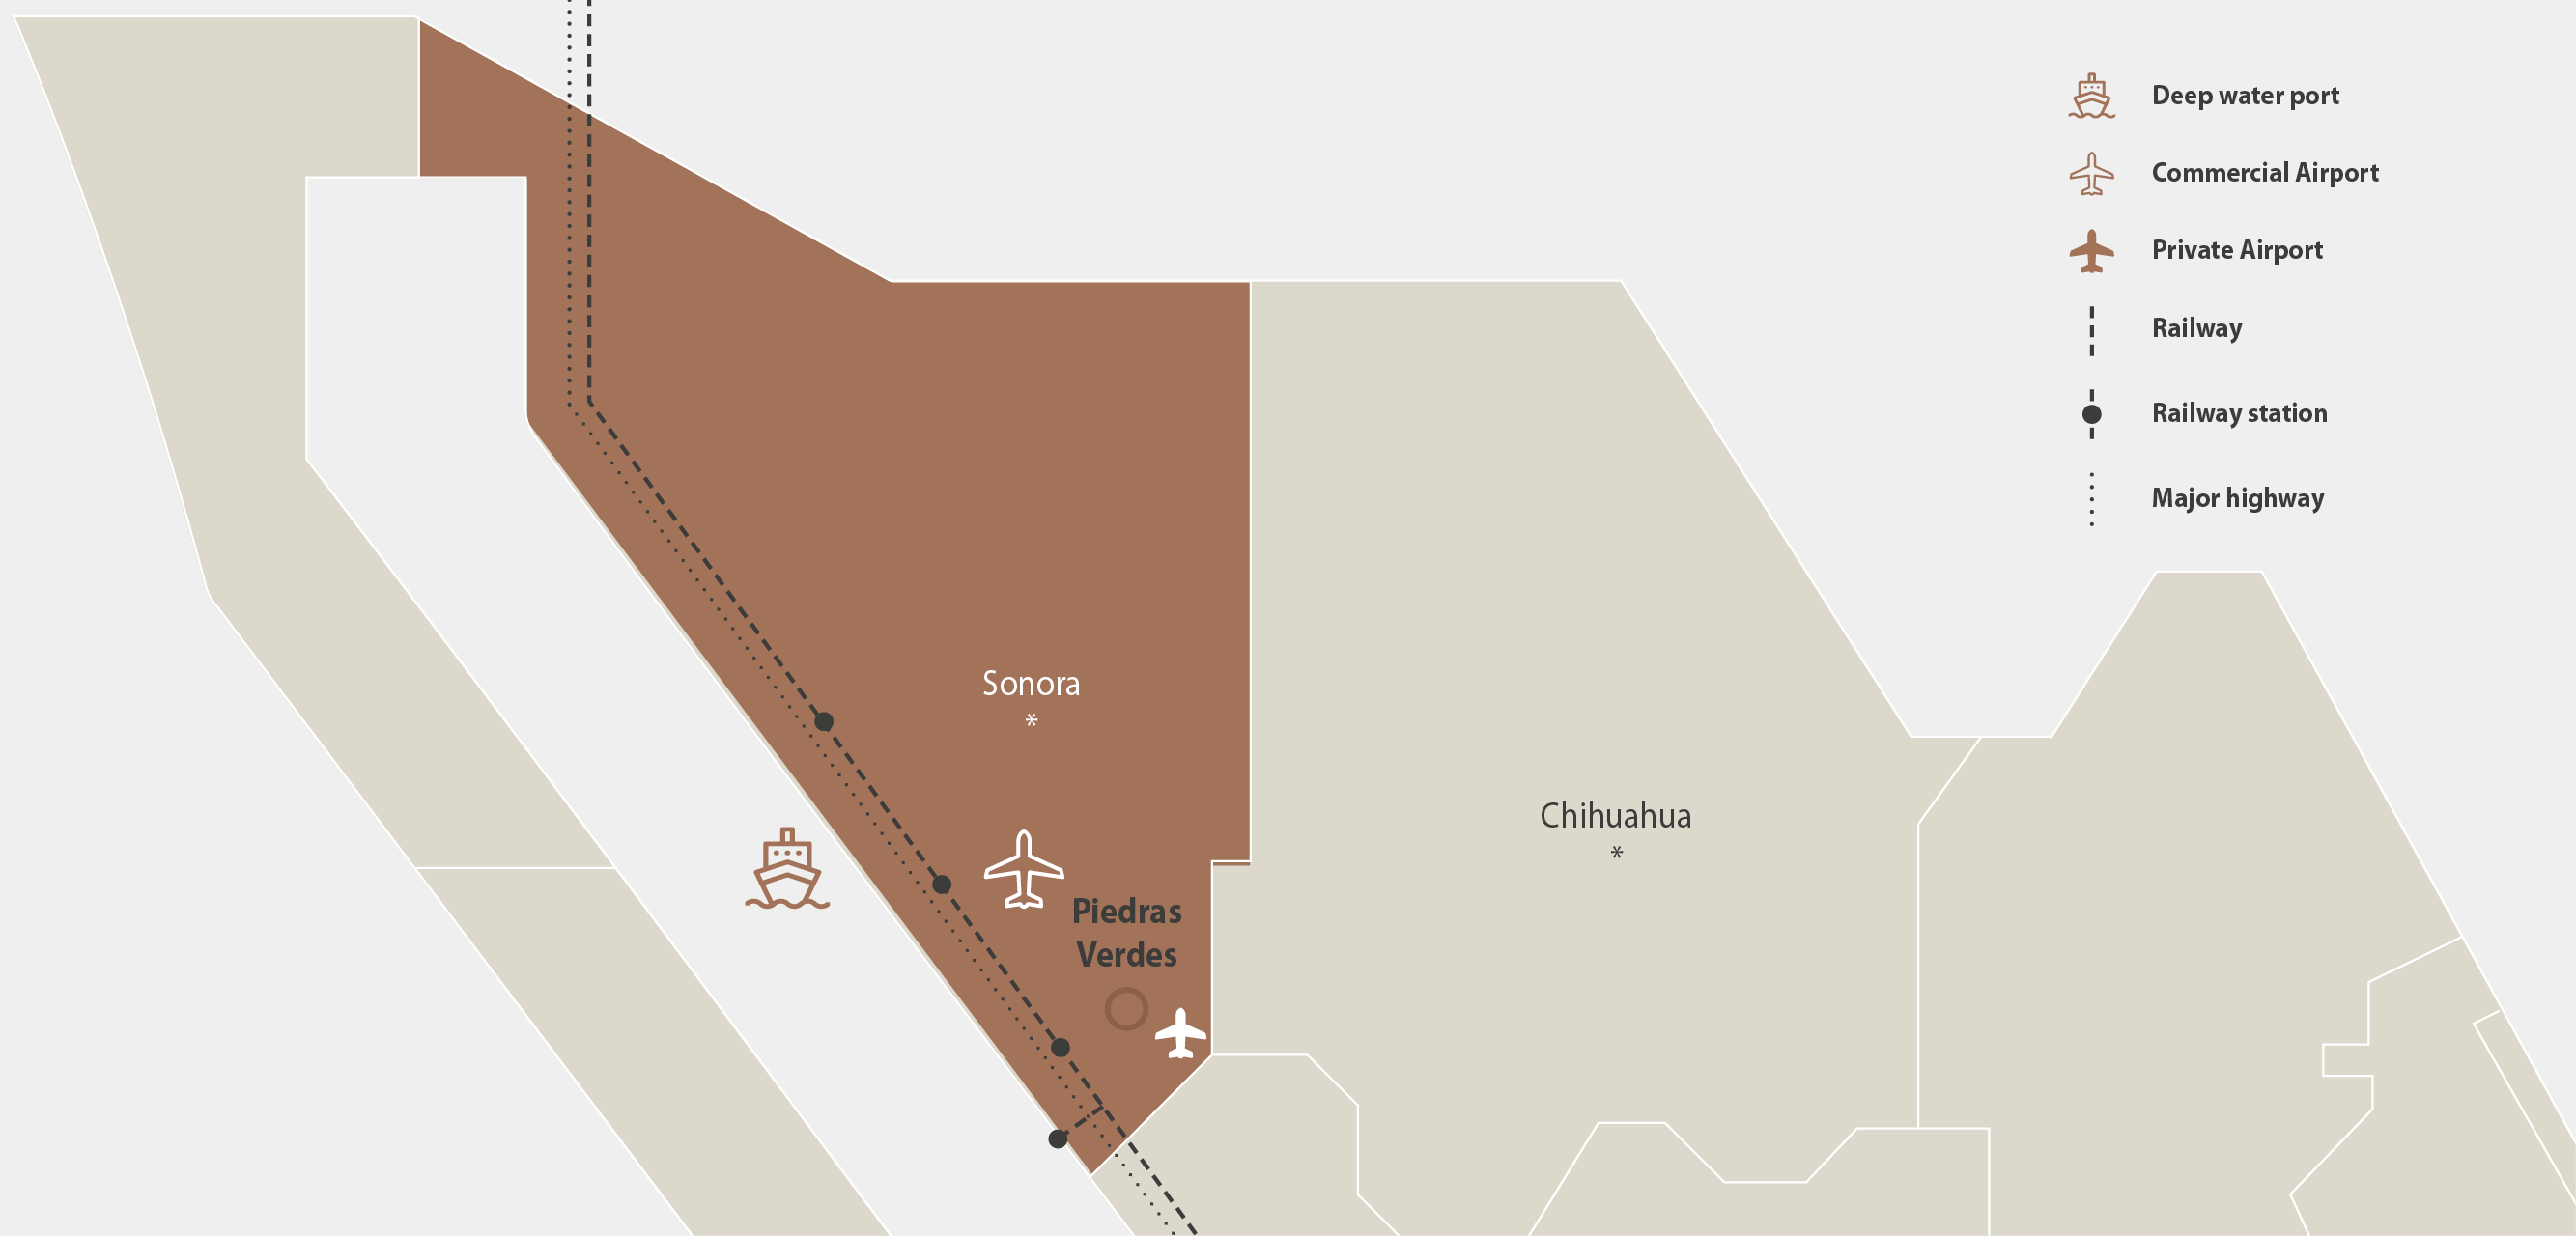 Deep water port
Commercial Airport
Private Airport
Railway
Railway station
Major highway
Sonora
*
Chihuahua
*
Piedras
Verdes